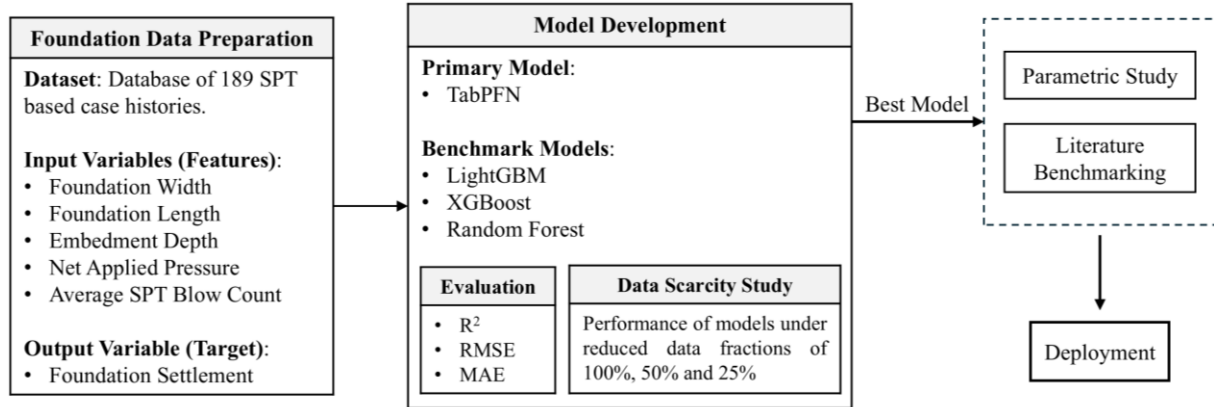 Foundation Data Preparation
Dataset: Database of 189 SPT
based case histories.
Input Variables (Features):
• Foundation Width
• Foundation Length
• Embedment Depth
• Net Applied Pressure
• Average SPT Blow Count
Output Variable (Target):
• Foundation Settlement
Model Development
Primary Model:
• TabPFN
Benchmark Models:
• LightGBM
• XGBoost
• Random Forest
Evaluation
• R²
• RMSE
• MAE
Data Scarcity Study
Performance of models under
reduced data fractions of
100%, 50% and 25%
Best Model
Parametric Study
Literature
Benchmarking
Deployment